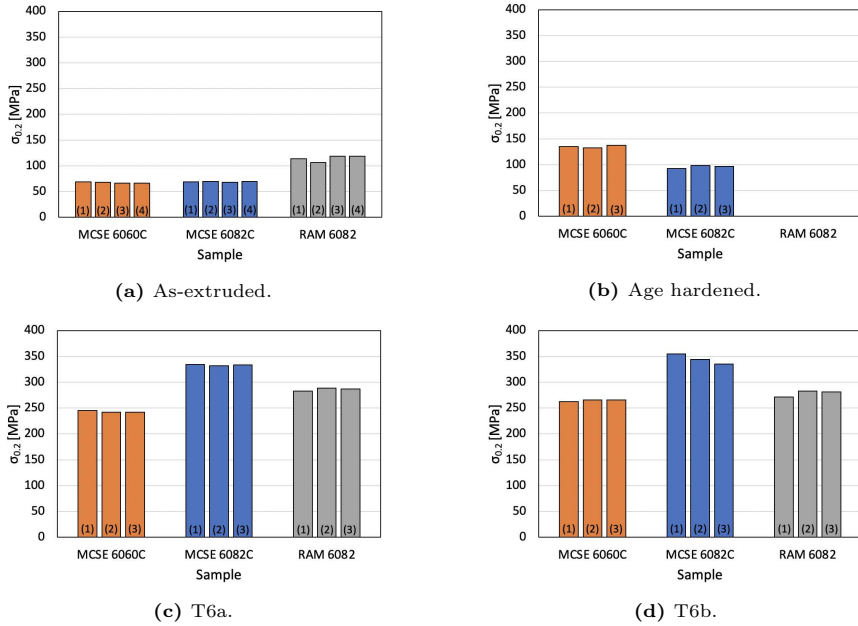 400
350
300
250
200
150
100
50
0
σ0.2 [MPa]
(1) (2) (3) (4) (1) (2) (3) (4) (1) (2) (3) (4)
MCSE 6060C MCSE 6082C RAM 6082
Sample
(a) As-extruded.
400
350
300
250
200
150
100
50
0
σ0.2 [MPa]
(1) (2) (3) (1) (2) (3)
MCSE 6060C MCSE 6082C RAM 6082
Sample
(b) Age hardened.
400
350
300
250
200
150
100
50
0
σ0.2 [MPa]
(1) (2) (3) (1) (2) (3) (1) (2) (3)
MCSE 6060C MCSE 6082C RAM 6082
Sample
(c) T6a.
400
350
300
250
200
150
100
50
0
σ0.2 [MPa]
(1) (2) (3) (1) (2) (3) (1) (2) (3)
MCSE 6060C MCSE 6082C RAM 6082
Sample
(d) T6b.